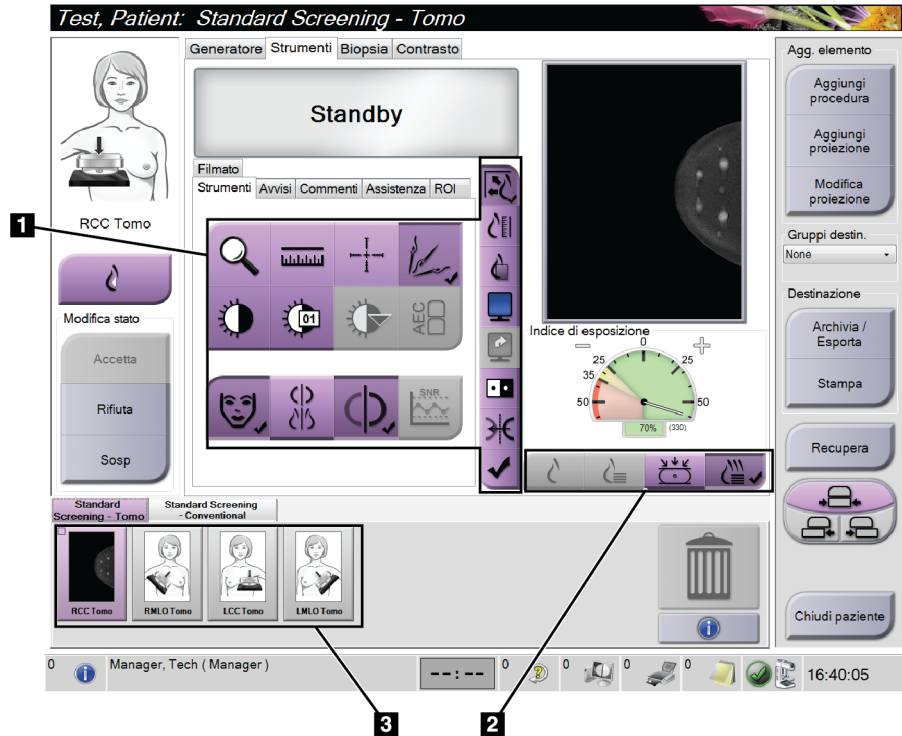 Test, Patient: Standard Screening - Tomo
Generatore Strumenti Biopsia Contrasto
Standby
Filmato
Strumenti Avvisi Commenti Assistenza ROI
RCC Tomo
Modifica stato
Accetta
Rifiuta
Sosp
01
AEC
SNR
Indice di esposizione
0
25 25
35
50 50
70% (330)
Agg. elemento
Aggiungi
procedura
Aggiungi
proiezione
Modifica
proiezione
Gruppi destin.
None
Destinazione
Archivia /
Esporta
Stampa
Recupera
Chiudi paziente
Standard
Screening - Tomo
Standard Screening
- Conventional
RCC Tomo
RMLO Tomo
LCC Tomo
LMLO Tomo
0 Manager, Tech ( Manager )
--:-- 0 0 0 0 16:40:05
1
2
3